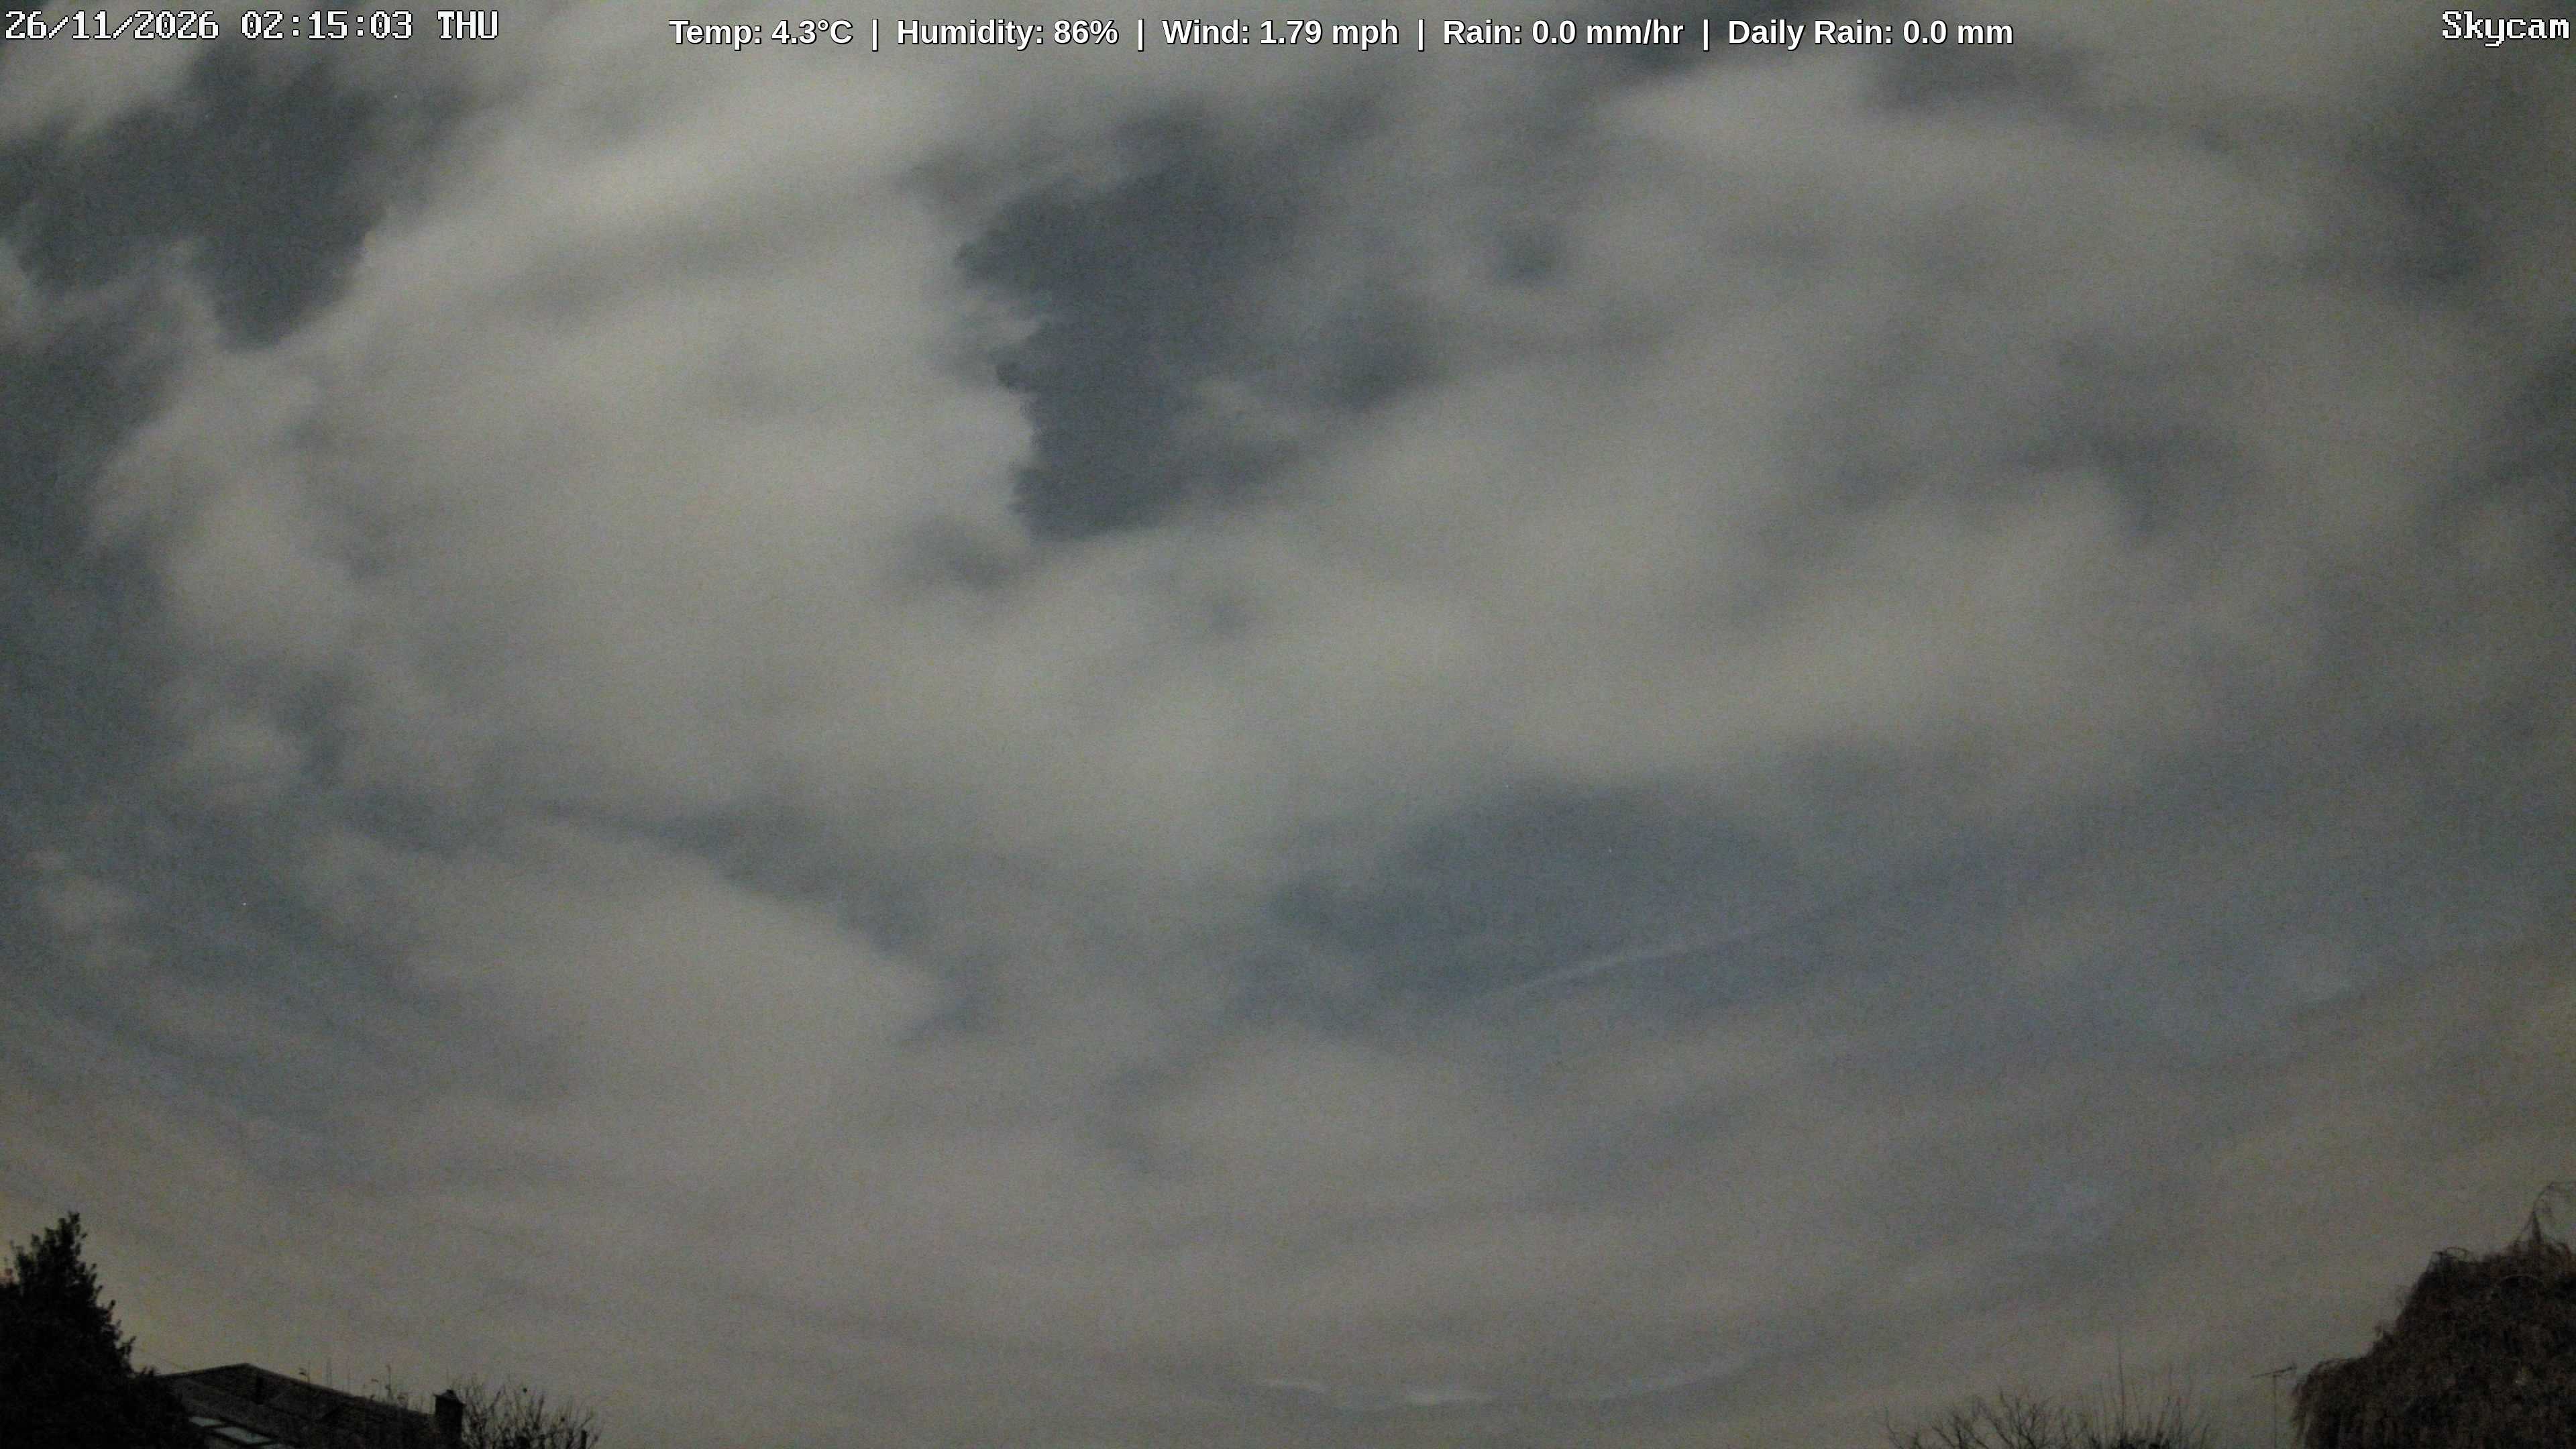 26/11/2026 02:15:03 THU
Temp: 4.3°C | Humidity: 86% | Wind: 1.79 mph | Rain: 0.0 mm/hr | Daily Rain: 0.0 mm
Skycam